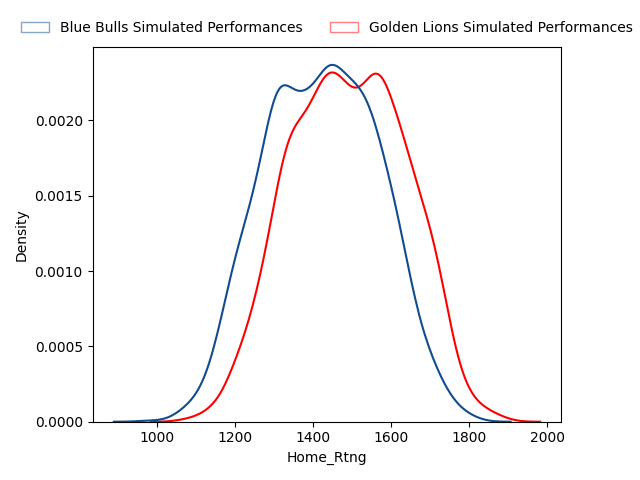 Blue Bulls Simulated Performances Golden Lions Simulated Performances
0.0020
0.0015
0.0010
0.0005
0.0000
Density
1000 1200 1400 1600 1800 2000
Home_Rtng